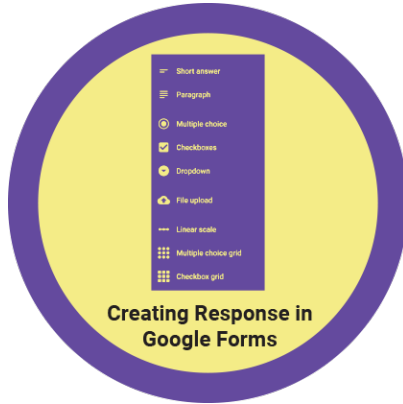 Short answer
Paragraph
Multiple choice
Checkboxes
Dropdown
File upload
Linear scale
Multiple choice grid
Checkbox grid
Creating Response in
Google Forms